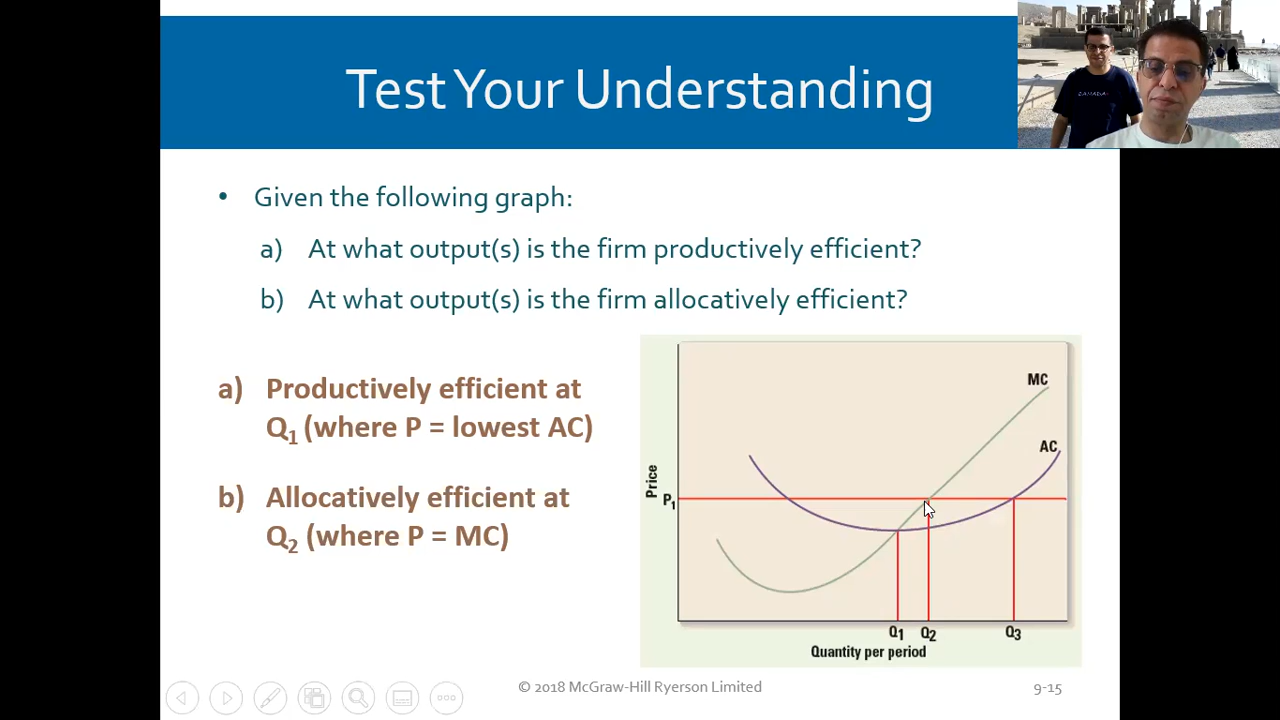 Test Your Understanding
CANADA
• Given the following graph:
a) At what output(s) is the firm productively efficient?
b) At what output(s) is the firm allocatively efficient?
a) Productively efficient at
Q₁ (where P = lowest AC)
b) Allocatively efficient at
Q₂ (where P = MC)
MC
AC
Price
P₁
Q₁ Q₂ Q₃
Quantity per period
© 2018 McGraw-Hill Ryerson Limited
9-15